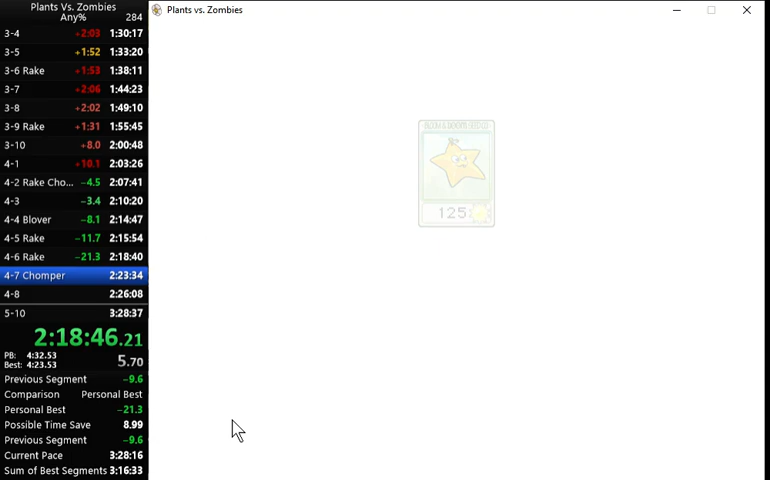 Plants Vs. Zombies
Any% 284
3-4 +2:03 1:30:17
3-5 +1:52 1:33:20
3-6 Rake +1:53 1:38:11
3-7 +2:06 1:44:23
3-8 +2:02 1:49:10
3-9 Rake +1:31 1:55:45
3-10 +8.0 2:00:48
4-1 +10.1 2:03:26
4-2 Rake Cho... -4.5 2:07:41
4-3 -3.4 2:10:20
4-4 Blover -8.1 2:14:47
4-5 Rake -11.7 2:15:54
4-6 Rake -21.3 2:18:40
4-7 Chomper 2:23:34
4-8 2:26:08
5-10 3:28:37
2:18:46.21
PB: 4:32.53
Best: 4:23.53 5.70
Previous Segment -9.6
Comparison Personal Best
Personal Best -21.3
Possible Time Save 8.99
Previous Segment -9.6
Current Pace 3:28:16
Sum of Best Segments 3:16:33
Plants vs. Zombies
125